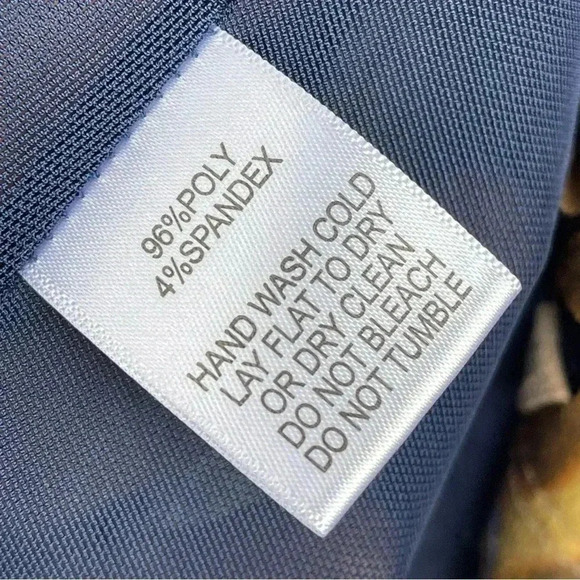 96%POLY
4%SPANDEX
HAND WASH COLD
LAY FLAT TO DRY
OR DRY CLEAN
DO NOT BLEACH
DO NOT TUMBLE